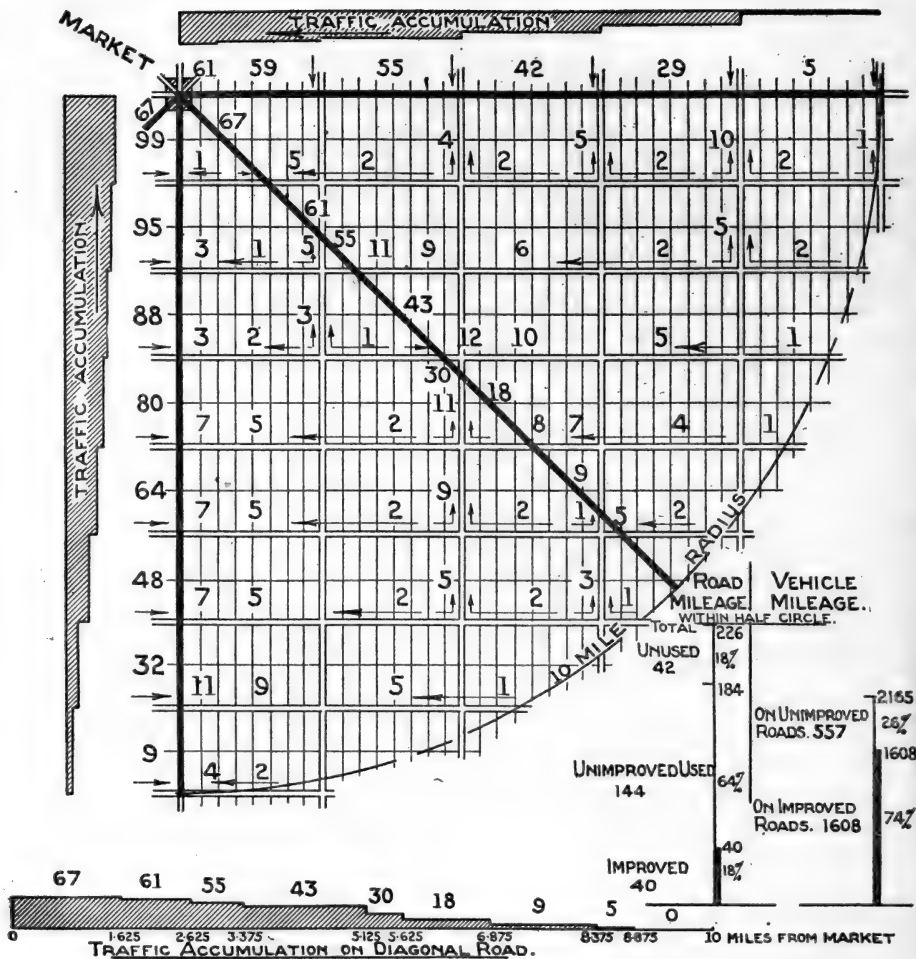 TRAFFIC ACCUMULATION
MARKET
61 59 55 42 29 5
67
67
99
4 5 10 1
1 5 2 2 2 2
61
95
55
5
3 1 5 11 9 6 2 2
88
43
3
3 2 1 12 10 5 1
30
80
18
11
7 5 2 8 7 4 1
64
9
9
7 5 2 2 1 5 2
48
5 3
7 5 2 2 1
32
11 9 5 1
9
4 2
TRAFFIC ACCUMULATION
10 MILE RADIUS
ROAD MILEAGE
VEHICLE MILEAGE.
WITHIN HALF CIRCLE.
TOTAL
226
UNUSED
42
18%
184
UNIMPROVED USED
144
64%
40
IMPROVED
40
18%
0
2165
ON UNIMPROVED
ROADS. 557
26%
1608
ON IMPROVED
ROADS. 1608
74%
67 61 55 43 30 18 9 5
0 1·625 2·625 3·375 5·125 5·625 6·875 8·375 8·875 10 MILES FROM MARKET
TRAFFIC ACCUMULATION ON DIAGONAL ROAD.